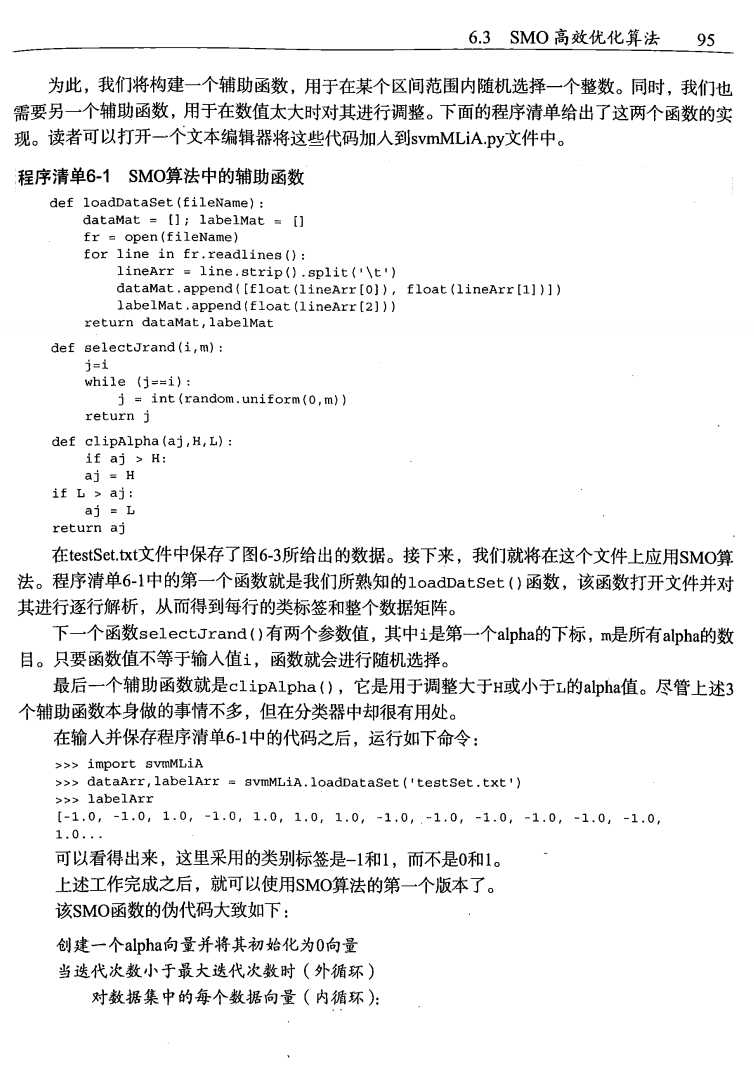 6.3 SMO高效优化算法 95
为此，我们将构建一个辅助函数，用于在某个区间范围内随机选择一个整数。同时，我们也
需要另一个辅助函数，用于在数值太大时对其进行调整。下面的程序清单给出了这两个函数的实
现。读者可以打开一个文本编辑器将这些代码加入到svmMLiA.py文件中。
程序清单6-1 SMO算法中的辅助函数
def loadDataSet(fileName):
dataMat = []; labelMat = []
fr = open(fileName)
for line in fr.readlines():
lineArr = line.strip().split('\t')
dataMat.append([float(lineArr[0]), float(lineArr[1])])
labelMat.append(float(lineArr[2]))
return dataMat,labelMat
def selectJrand(i,m):
j=i
while (j==i):
j = int(random.uniform(0,m))
return j
def clipAlpha(aj,H,L):
if aj > H:
aj = H
if L > aj:
aj = L
return aj
在testSet.txt文件中保存了图6-3所给出的数据。接下来，我们就将在这个文件上应用SMO算
法。程序清单6-1中的第一个函数就是我们所熟知的loadDatSet()函数，该函数打开文件并对
其进行逐行解析，从而得到每行的类标签和整个数据矩阵。
下一个函数selectJrand()有两个参数值，其中i是第一个alpha的下标，m是所有alpha的数
目。只要函数值不等于输入值i，函数就会进行随机选择。
最后一个辅助函数就是clipAlpha()，它是用于调整大于H或小于L的alpha值。尽管上述3
个辅助函数本身做的事情不多，但在分类器中却很有用处。
在输入并保存程序清单6-1中的代码之后，运行如下命令：
>>> import svmMLiA
>>> dataArr,labelArr = svmMLiA.loadDataSet('testSet.txt')
>>> labelArr
[-1.0, -1.0, 1.0, -1.0, 1.0, 1.0, 1.0, -1.0, -1.0, -1.0, -1.0, -1.0, -1.0,
1.0...
可以看得出来，这里采用的类别标签是–1和1，而不是0和1。
上述工作完成之后，就可以使用SMO算法的第一个版本了。
该SMO函数的伪代码大致如下：
创建一个alpha向量并将其初始化为0向量
当迭代次数小于最大迭代次数时（外循环）
对数据集中的每个数据向量（内循环）：